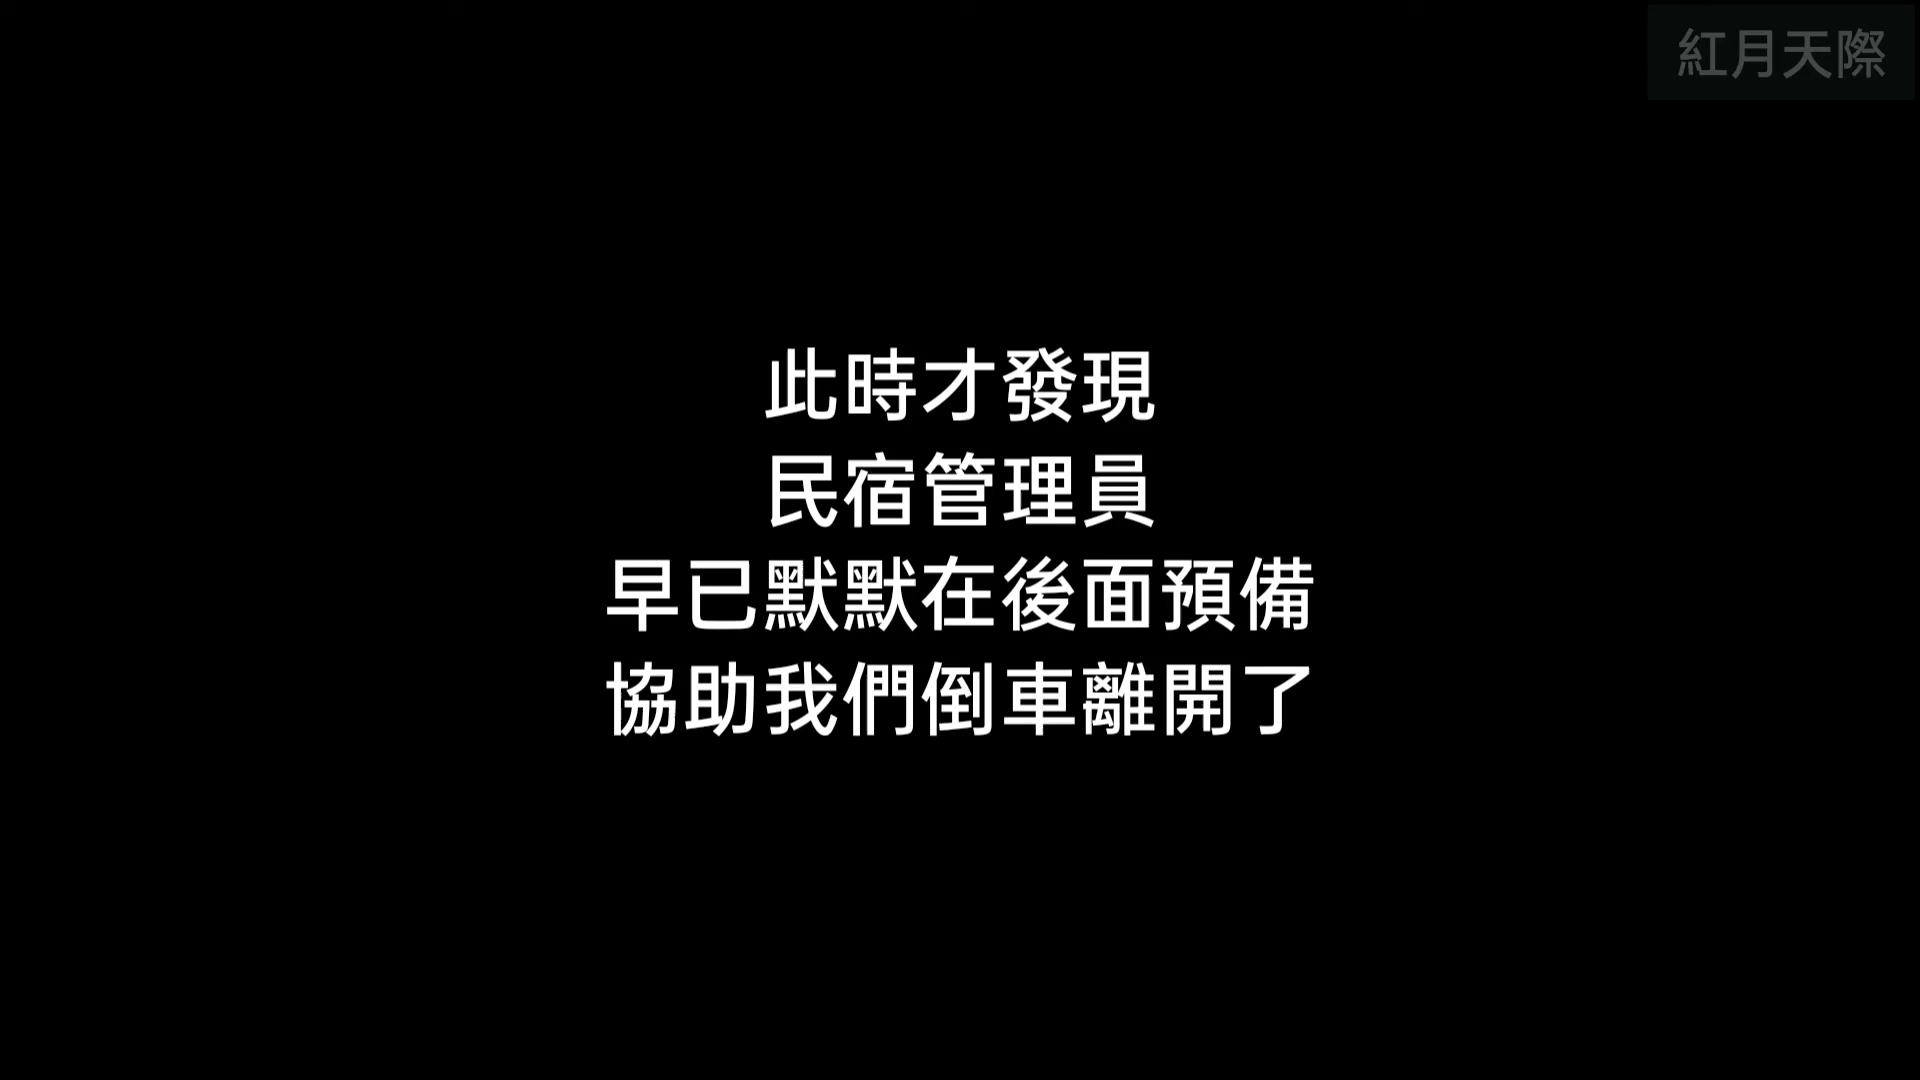 紅月天際
此時才發現
民宿管理員
早已默默在後面預備
協助我們倒車離開了